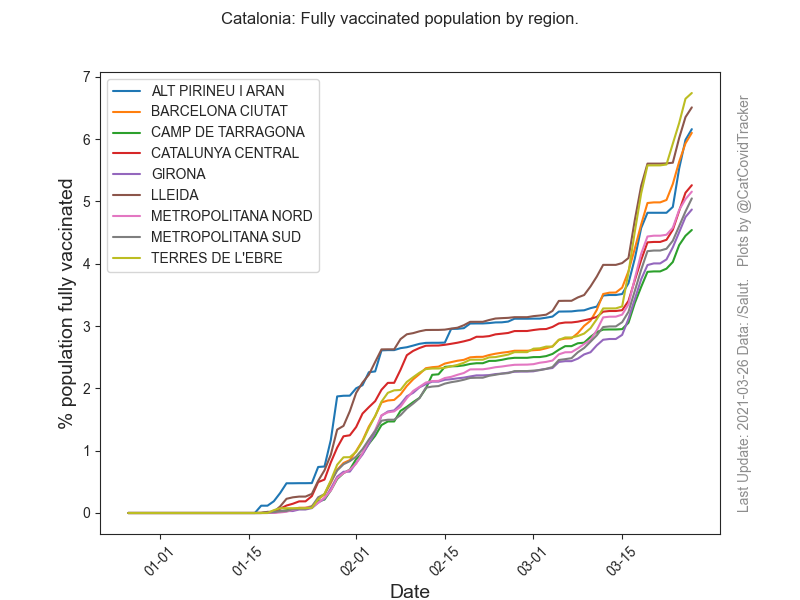 Catalonia: Fully vaccinated population by region.
ALT PIRINEU I ARAN
BARCELONA CIUTAT
CAMP DE TARRAGONA
CATALUNYA CENTRAL
GIRONA
LLEIDA
METROPOLITANA NORD
METROPOLITANA SUD
TERRES DE L'EBRE
% population fully vaccinated
7
6
5
4
3
2
1
0
01-01
01-15
02-01
02-15
03-01
03-15
Date
Last Update: 2021-03-26 Data: /Salut   Plots by @CatCovidTracker